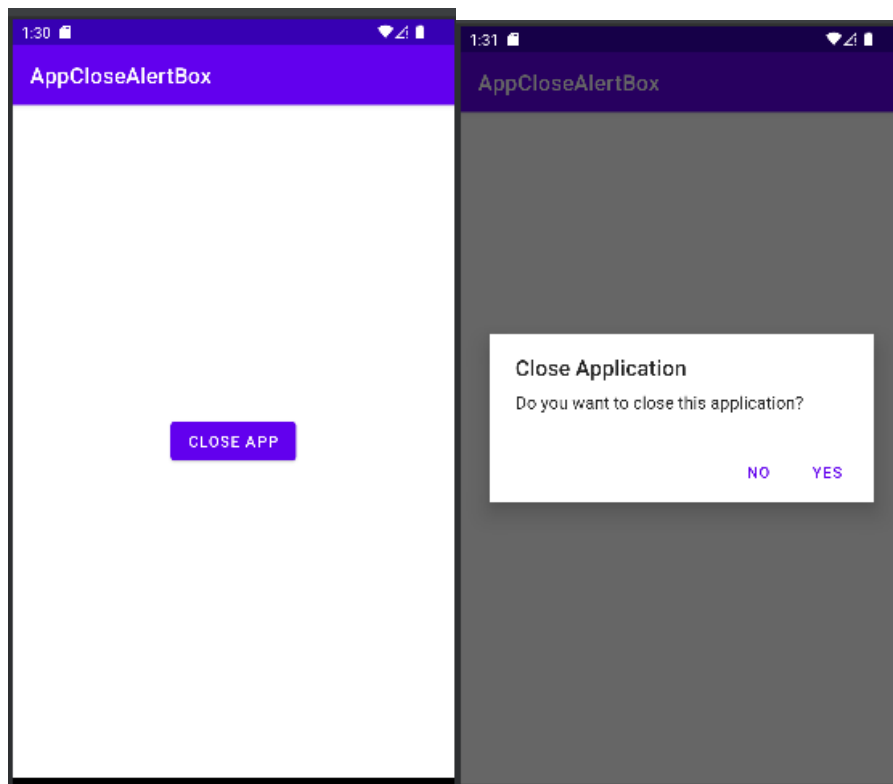 1:30
AppCloseAlertBox
CLOSE APP
1:31
AppCloseAlertBox
Close Application
Do you want to close this application?
NO YES